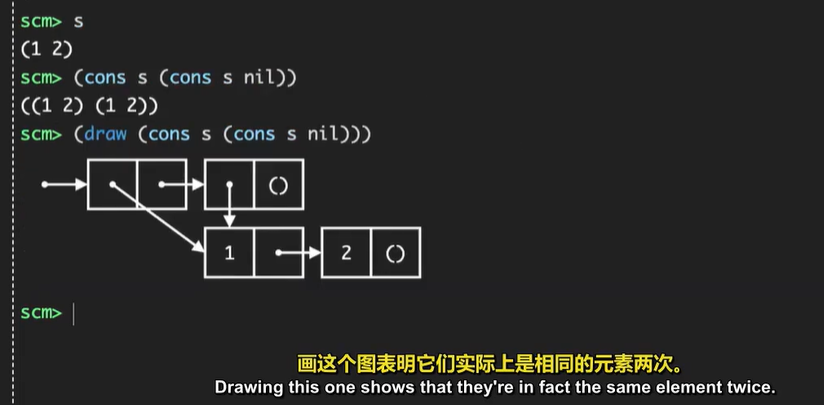 scm> s
(1 2)
scm> (cons s (cons s nil))
((1 2) (1 2))
scm> (draw (cons s (cons s nil)))
()
1 2 ()
scm>
画这个图表明它们实际上是相同的元素两次。
Drawing this one shows that they're in fact the same element twice.